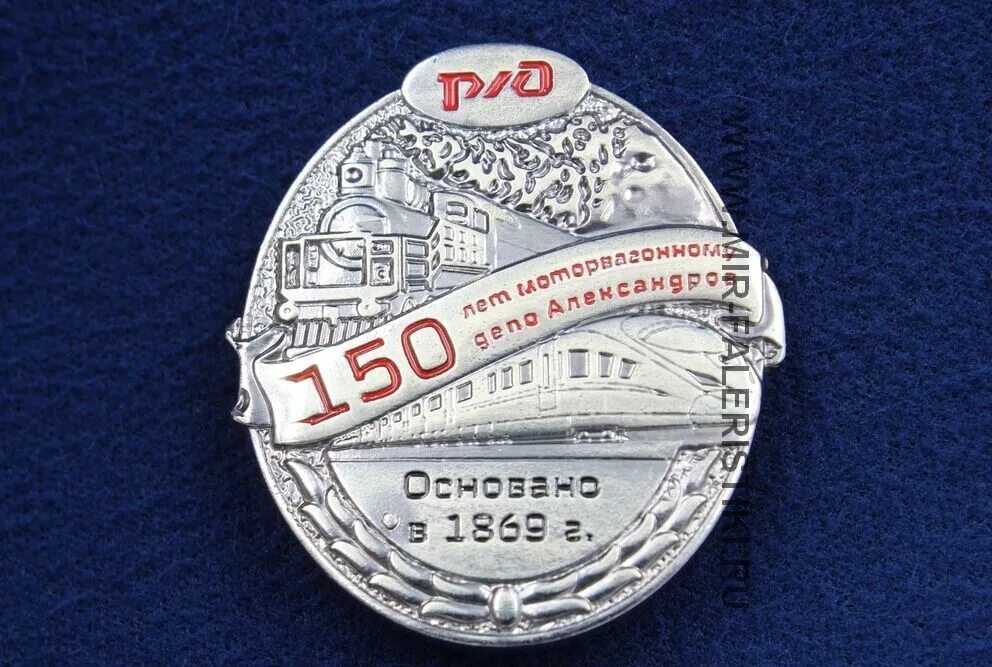 РЖД
150 лет моторвагонному
депо Александров
Основано
в 1869 г.
WWW.MIR-FALERISTIKI.RU